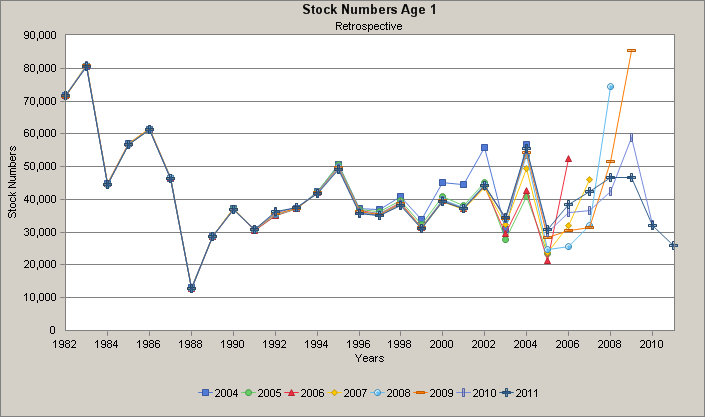 Stock Numbers Age 1
Retrospective
90,000
80,000
70,000
60,000
50,000
40,000
30,000
20,000
10,000
0
Stock Numbers
1982 1984 1986 1988 1990 1992 1994 1996 1998 2000 2002 2004 2006 2008 2010
Years
2004 2005 2006 2007 2008 2009 2010 2011